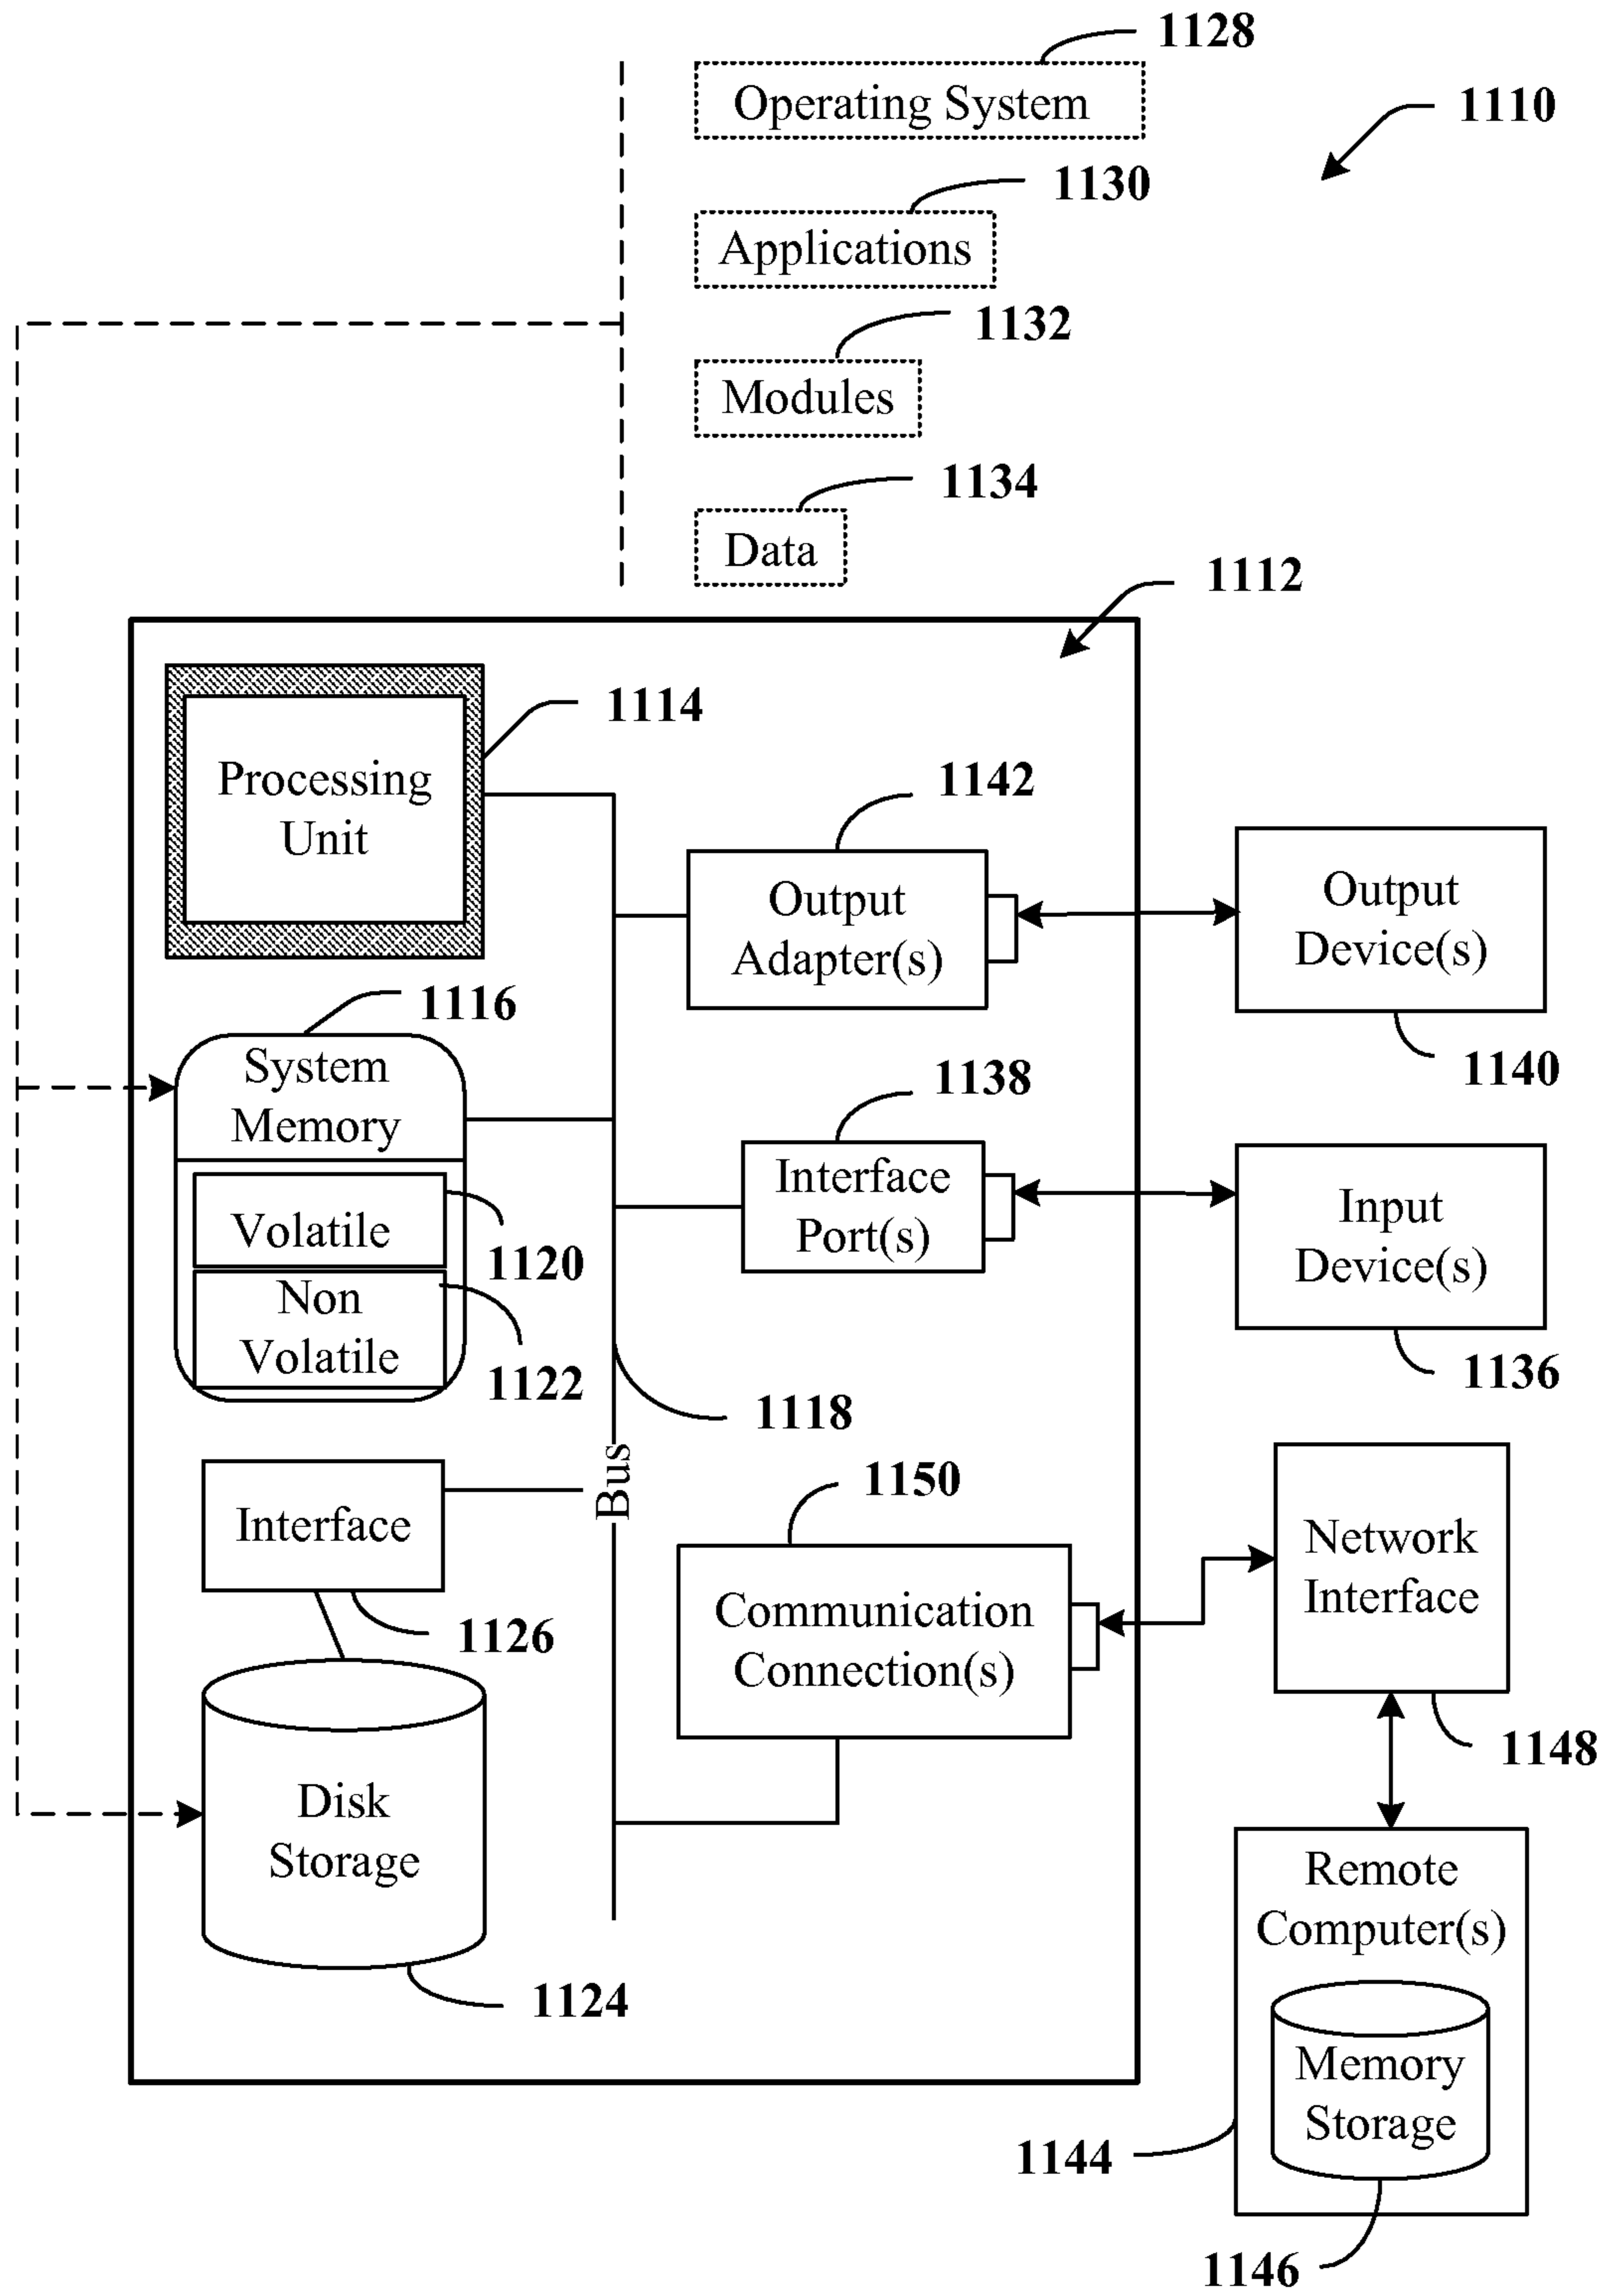 1128
Operating System
1110
1130
Applications
1132
Modules
1134
Data
1112
Processing
Unit
1114
1142
Output
Adapter(s)
Output
Device(s)
1140
1116
System
Memory
Volatile
1120
Non
Volatile
1122
1138
Interface
Port(s)
Input
Device(s)
1136
1118
Bus
Interface
1126
1150
Communication
Connection(s)
Network
Interface
1148
Disk
Storage
1124
Remote
Computer(s)
Memory
Storage
1144
1146